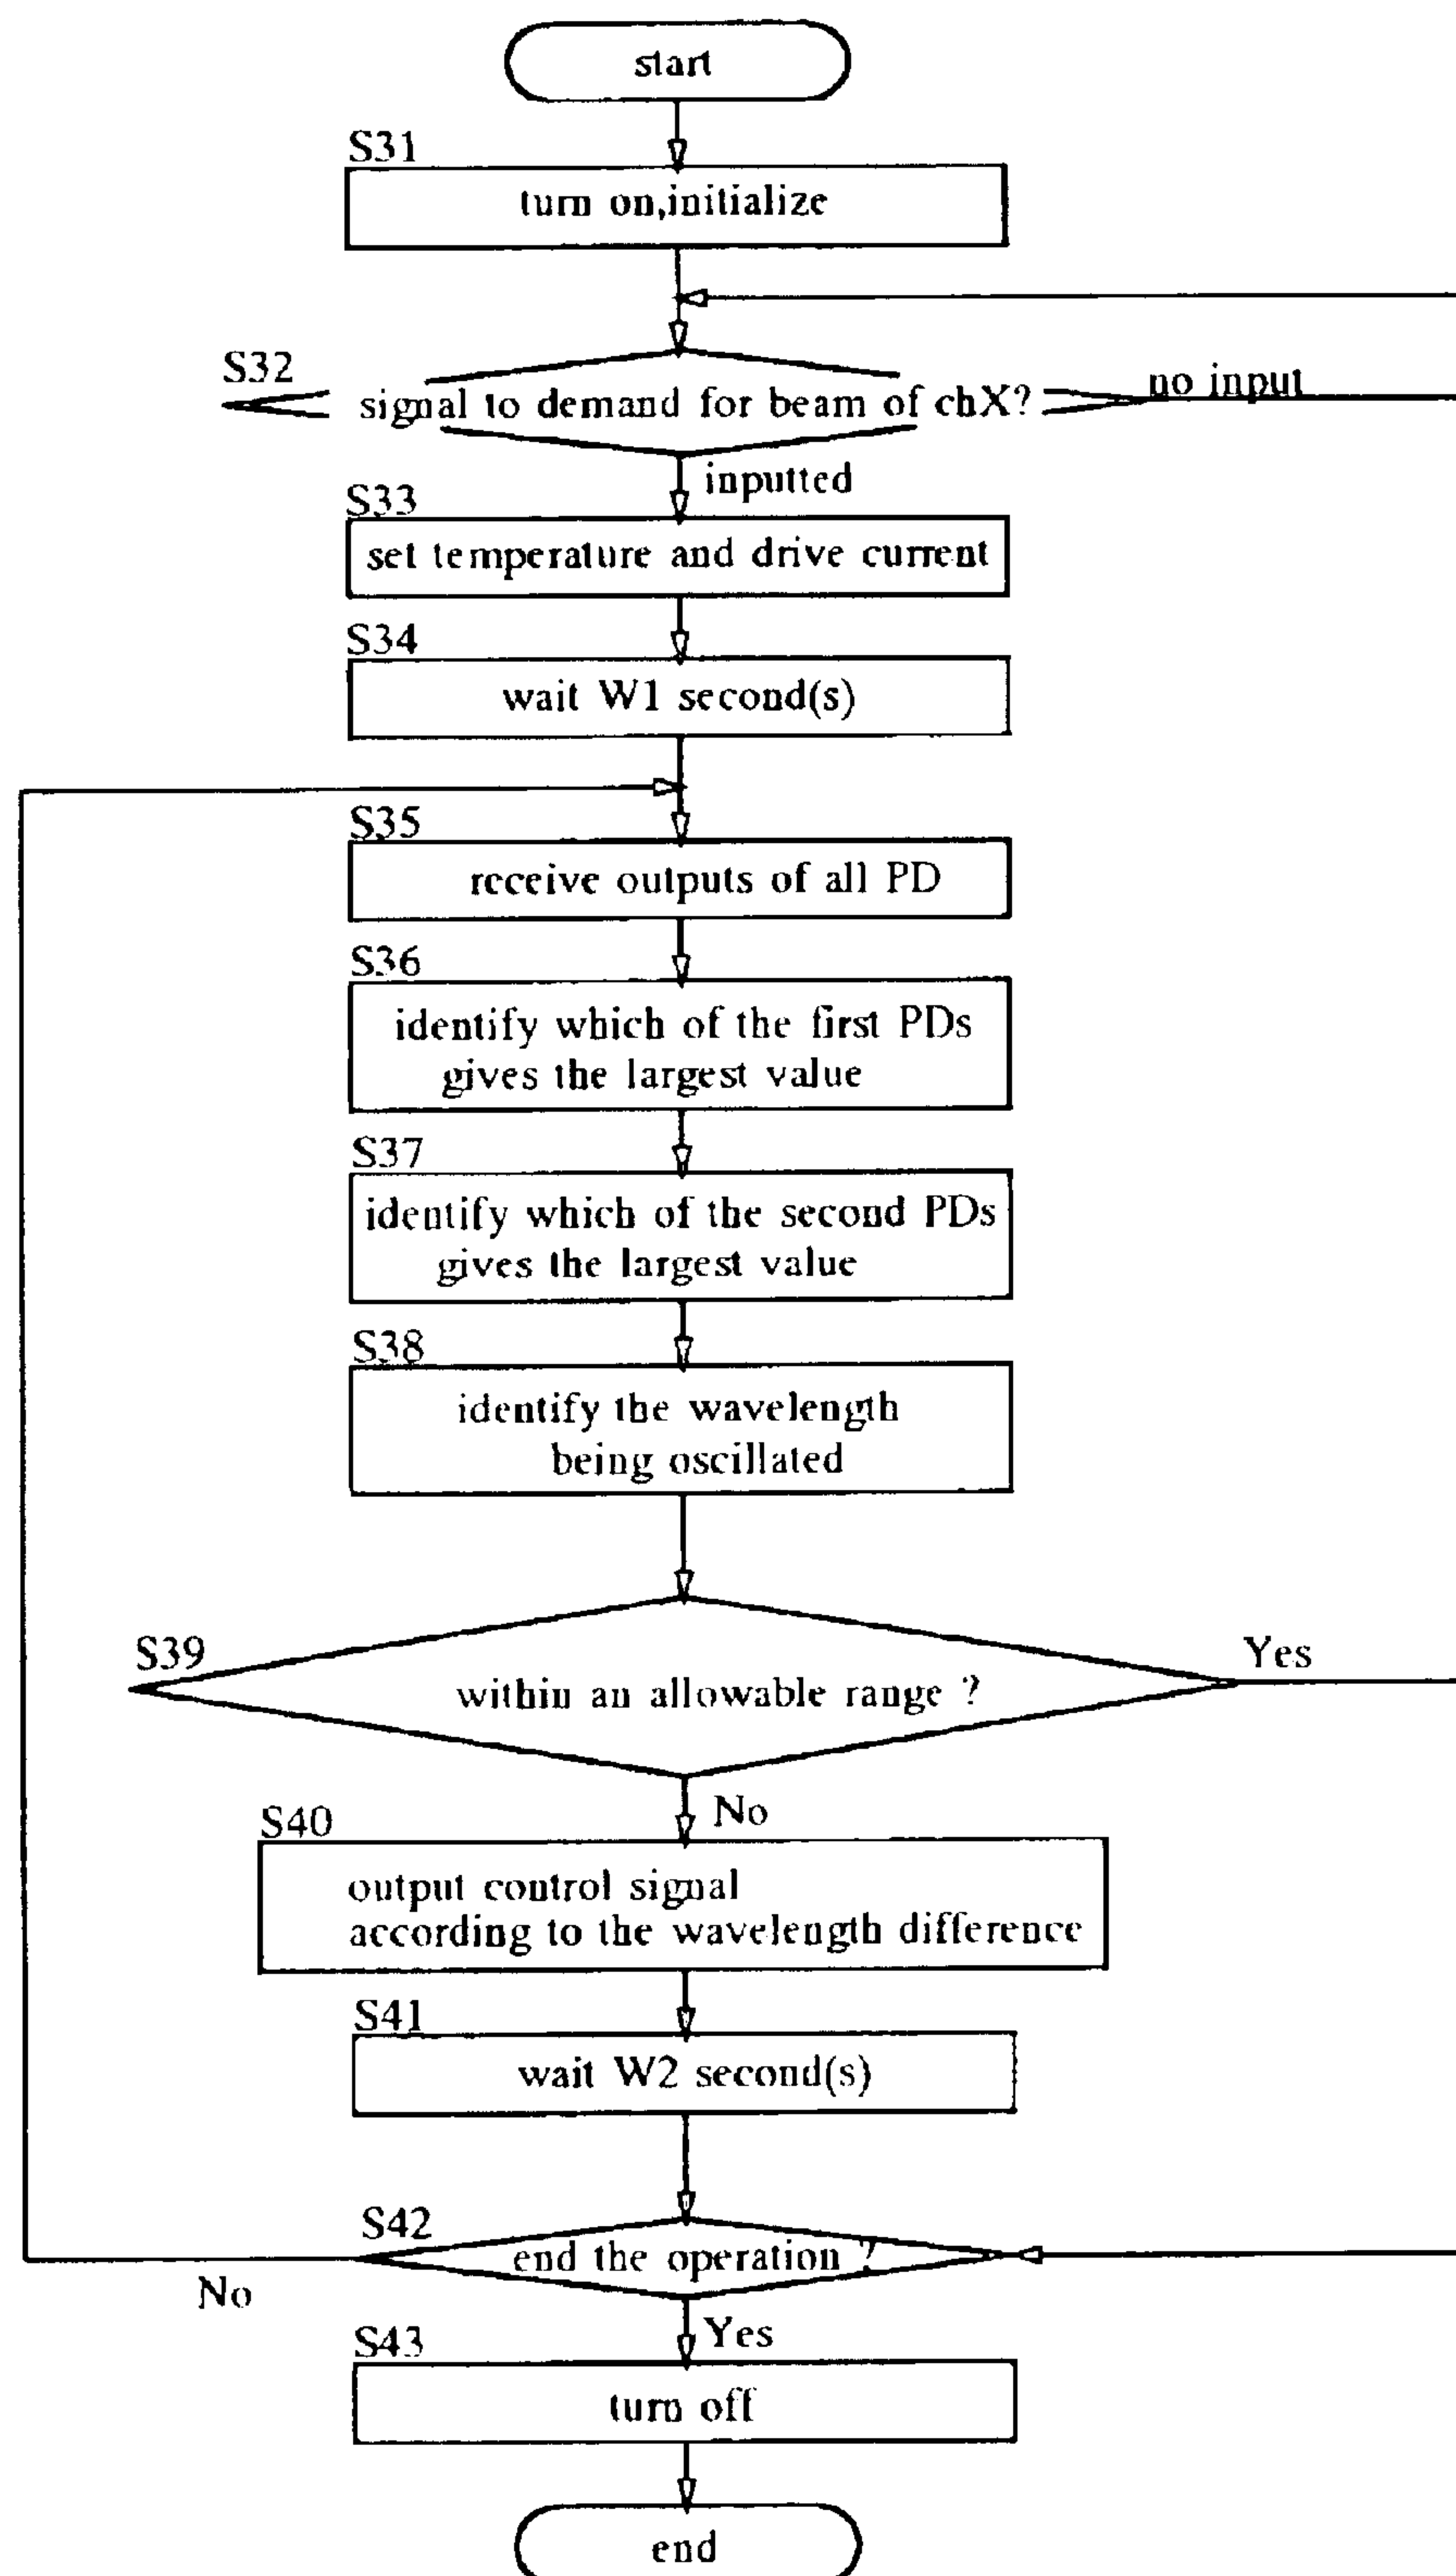 start
S31
turn on,initialize
S32
signal to demand for beam of chX?
no input
inputted
S33
set temperature and drive current
S34
wait W1 second(s)
S35
receive outputs of all PD
S36
identify which of the first PDs
gives the largest value
S37
identify which of the second PDs
gives the largest value
S38
identify the wavelength
being oscillated
S39
within an allowable range ?
Yes
No
S40
output control signal
according to the wavelength difference
S41
wait W2 second(s)
S42
end the operation ?
No
Yes
S43
turn off
end